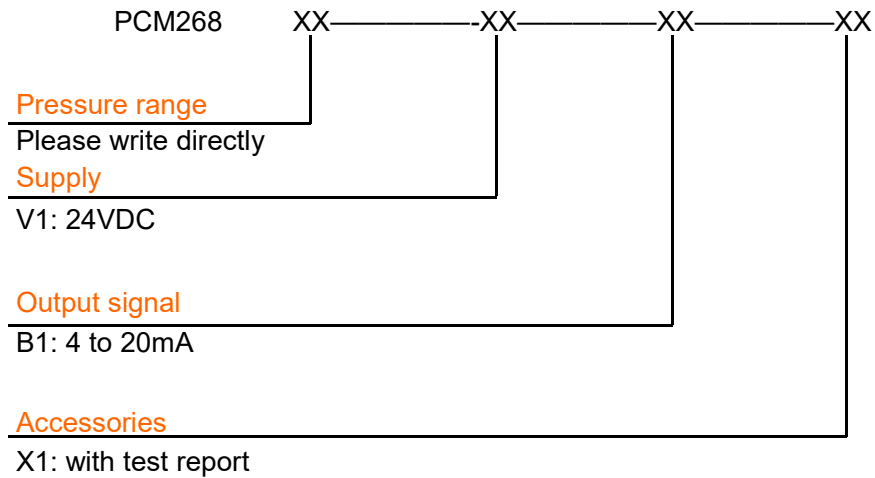 PCM268 XX—————-XX—————XX—————XX
Pressure range
Please write directly
Supply
V1: 24VDC
Output signal
B1: 4 to 20mA
Accessories
X1: with test report